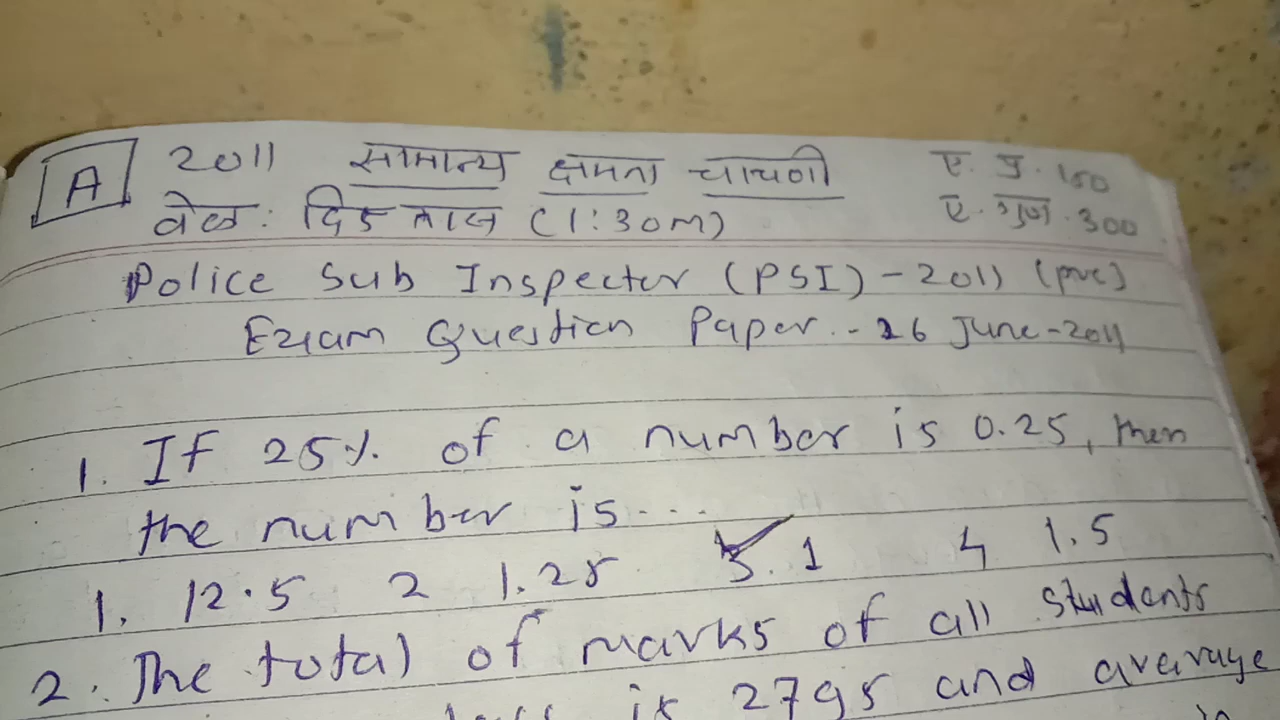 A 2011 सामान्य क्षमता चाचणी ए. प्र. 150
वेळ: दिड तास (1:30m) ए. गुण. 300
Police Sub Inspector (PSI) - 2011 (pre)
Exam Question Paper.- 26 June-2011
1. If 25% of a number is 0.25, then
the number is...
1. 12.5 2 1.25 3. 1 4 1.5
2. The total of marks of all students
is 2795 and average